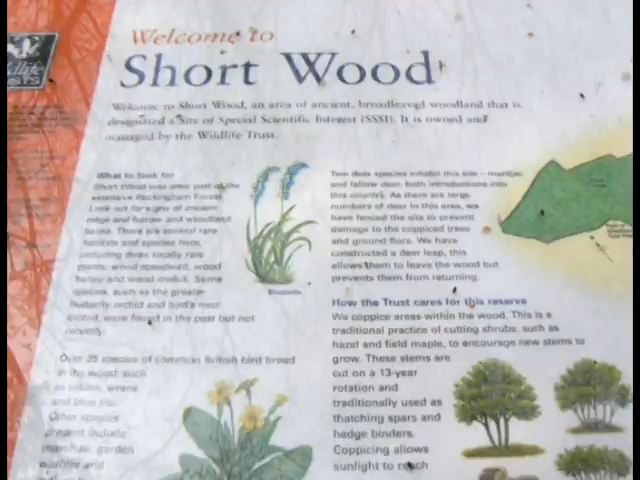 Welcome to
Short Wood
Welcome to Short Wood, an area of ancient, broadleaved woodland that is
designated a Site of Special Scientific Interest (SSSI). It is owned and
managed by the Wildlife Trust.
What to look for
Short Wood was once part of the
extensive Rockingham Forest.
Look out for signs of ancient
hedge and and woodland
banks. There are several rare
habitats and species here,
including three locally rare
plants, wood speedwell, wood
barley and wood melick. Some
species, such as the greater
butterfly orchid and bird's nest
orchid, were found in the past but not
recently.
Bluebells
Over 35 species of common British bird breed
in the wood, such
as robins, wrens
and blue tits.
Other species
present include
marsh tit, garden
warbler and
Two deer species inhabit this site – muntjac
and fallow deer, both introductions into
this country. As there are large
numbers of deer in this area, we
have fenced the site to prevent
damage to the coppiced trees
and ground flora. We have
constructed a deer leap, this
allows them to leave the wood but
prevents them from returning.
How the Trust cares for this reserve
We coppice areas within the wood. This is a
traditional practice of cutting shrubs, such as
hazel and field maple, to encourage new stems to
grow. These stems are
cut on a 13-year
rotation and
traditionally used as
thatching spars and
hedge binders.
Coppicing allows
sunlight to reach